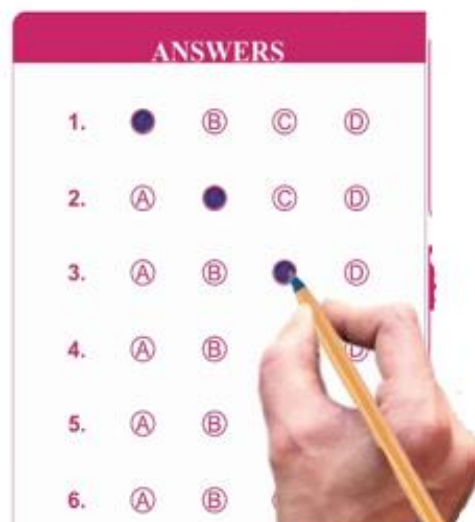 ANSWERS
1. Ⓑ Ⓒ Ⓓ
2. Ⓐ Ⓒ Ⓓ
3. Ⓐ Ⓑ Ⓓ
4. Ⓐ Ⓑ Ⓓ
5. Ⓐ Ⓑ
6. Ⓐ Ⓑ